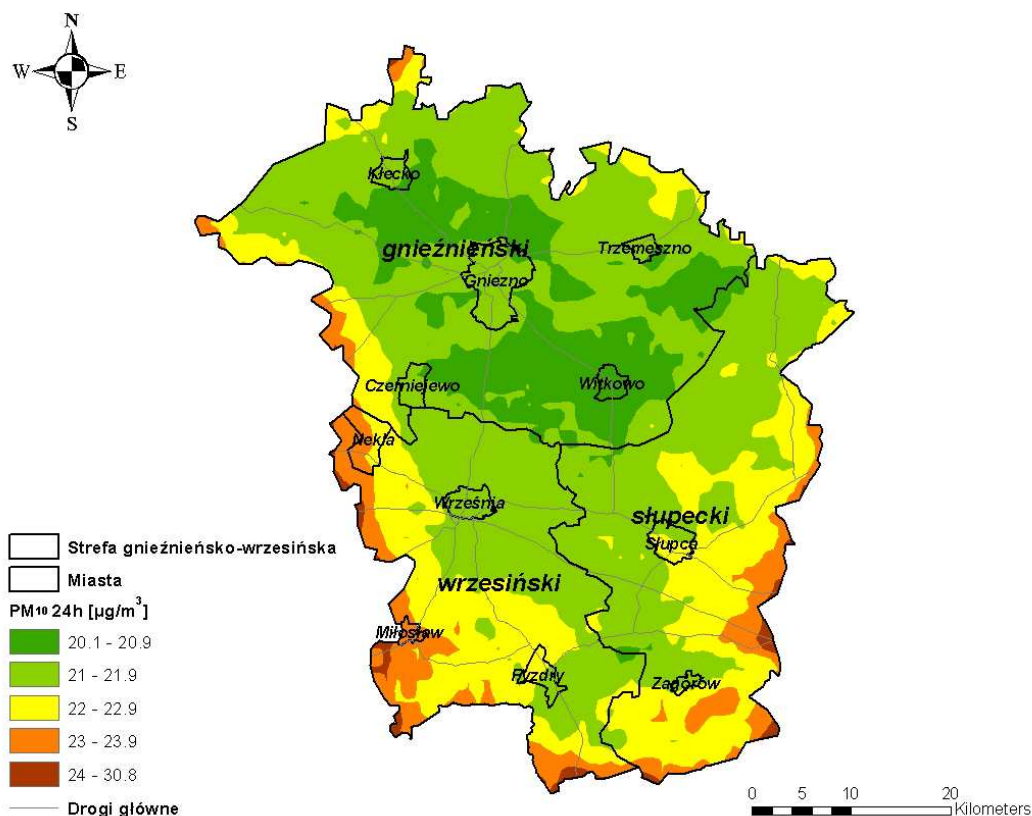 N
W E
S
Kłecko
gnieźnieński
Trzemeszno
Gniezno
Czerniejewo
Witkowo
Nekla
Września
słupecki
Słupca
wrzesiński
Miłosław
Pyzdry
Zagórów
Strefa gnieźnieńsko-wrzesińska
Miasta
PM10 24h [µg/m³]
20.1 - 20.9
21 - 21.9
22 - 22.9
23 - 23.9
24 - 30.8
Drogi główne
0 5 10 20
Kilometers